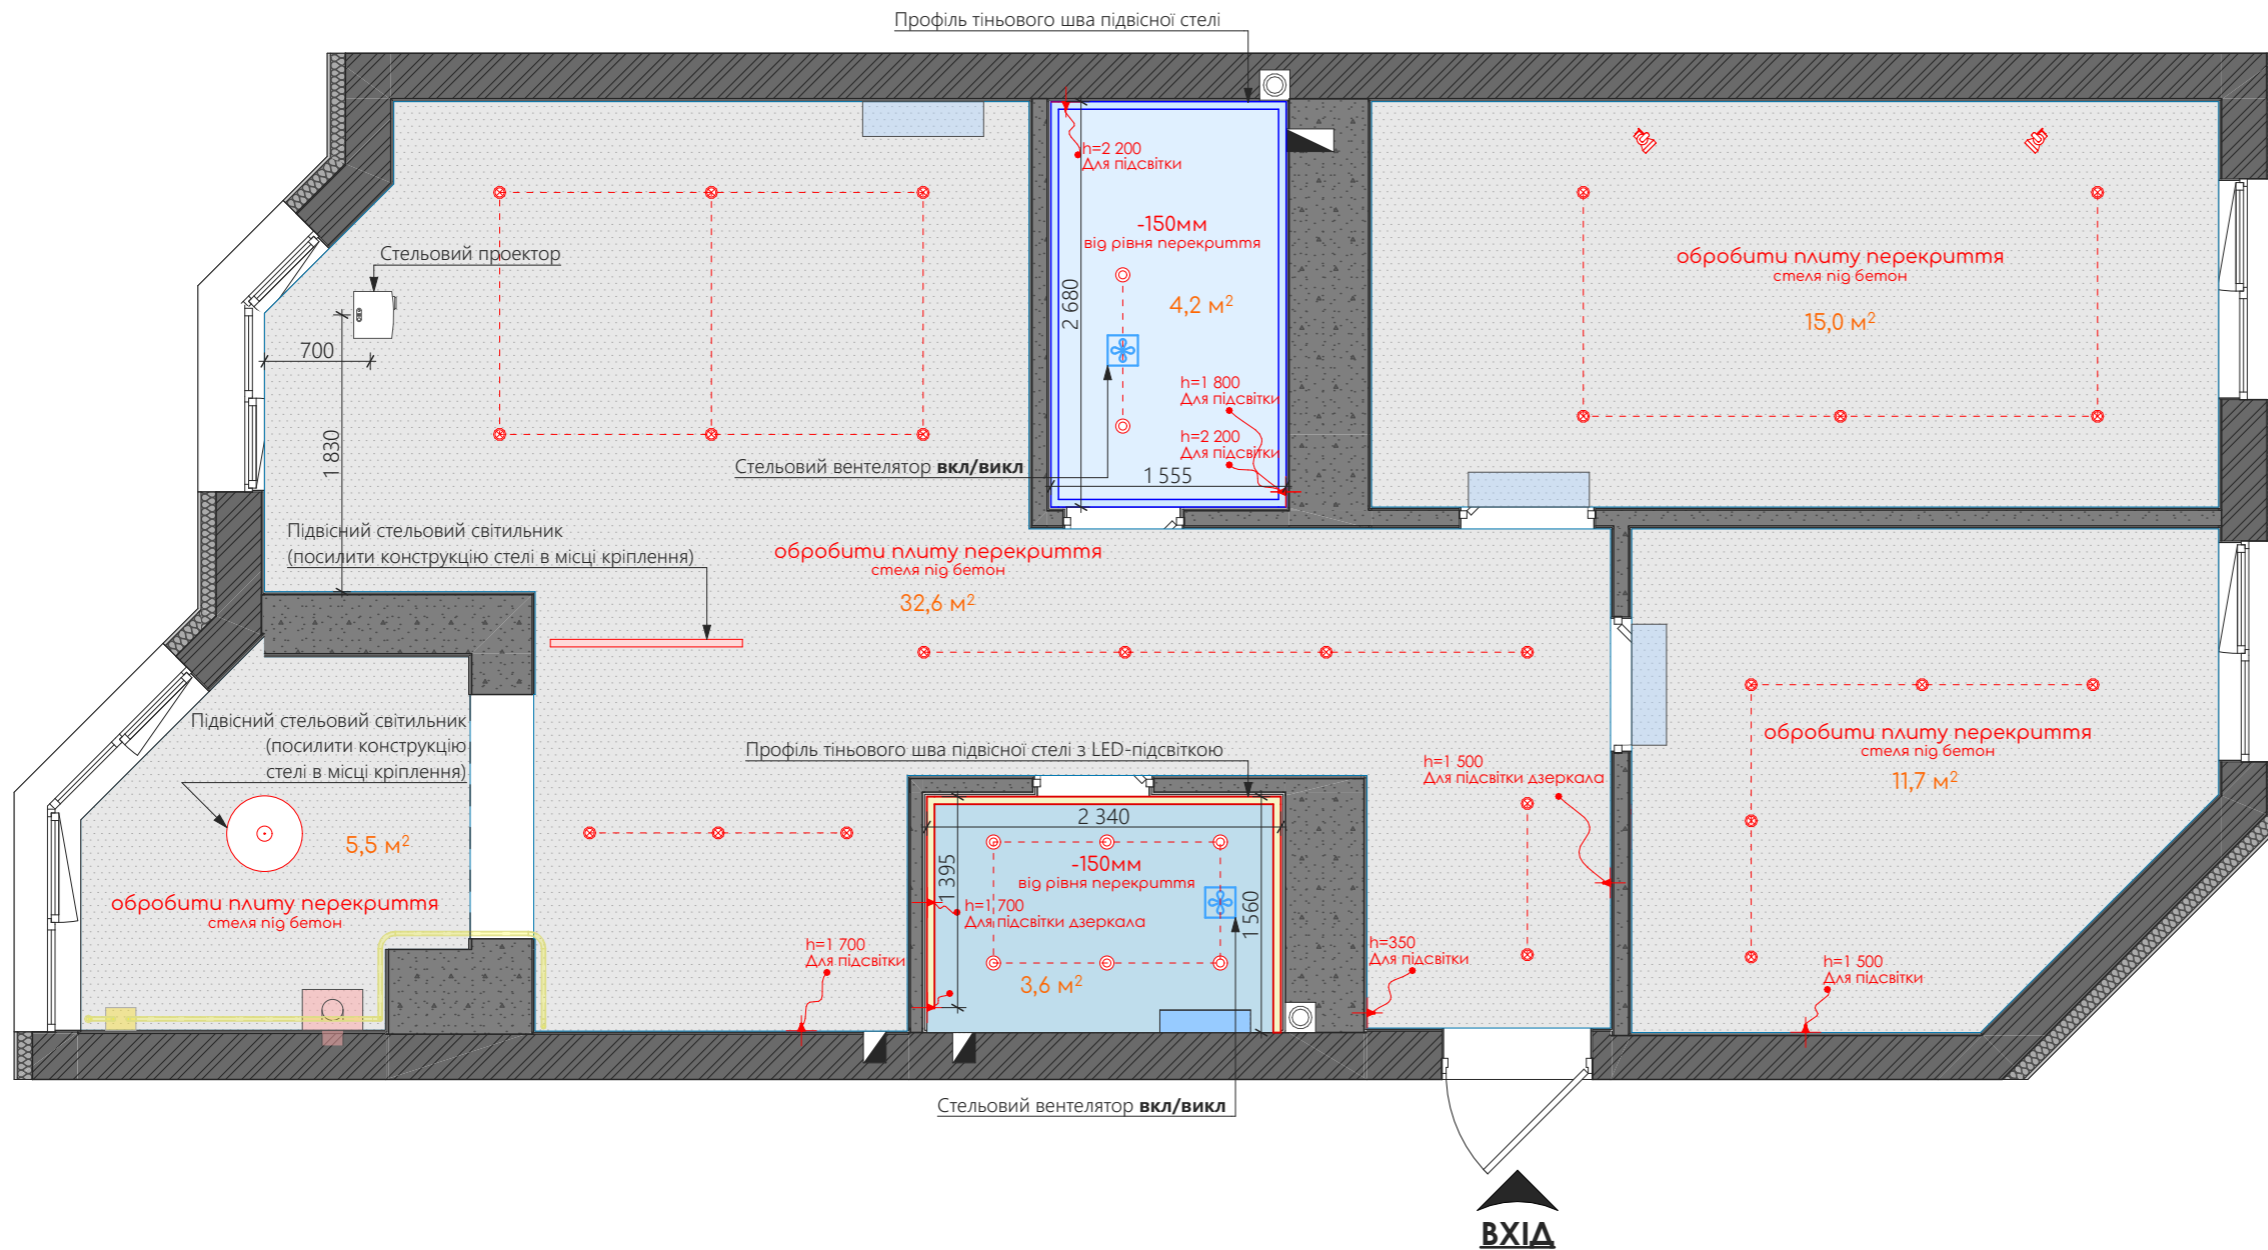 Профіль тіньового шва підвісної стелі
h=2 200
Для підсвітки
-150мм
від рівня перекриття
2 680
4,2 м²
h=1 800
Для підсвітки
h=2 200
Для підсвітки
1 555
Стельовий вентелятор вкл/викл
Стельовий проектор
700
1 830
обробити плиту перекриття
стеля під бетон
15,0 м²
Підвісний стельовий світильник
(посилити конструкцію стелі в місці кріплення)
обробити плиту перекриття
стеля під бетон
32,6 м²
Підвісний стельовий світильник
(посилити конструкцію
стелі в місці кріплення)
5,5 м²
обробити плиту перекриття
стеля під бетон
Профіль тіньового шва підвісної стелі з LED-підсвіткою
2 340
1 395
-150мм
від рівня перекриття
h=1 700
Для підсвітки дзеркала
1 560
3,6 м²
h=1 700
Для підсвітки
h=1 500
Для підсвітки дзеркала
h=350
Для підсвітки
обробити плиту перекриття
стеля під бетон
11,7 м²
h=1 500
Для підсвітки
Стельовий вентелятор вкл/викл
ВХІД